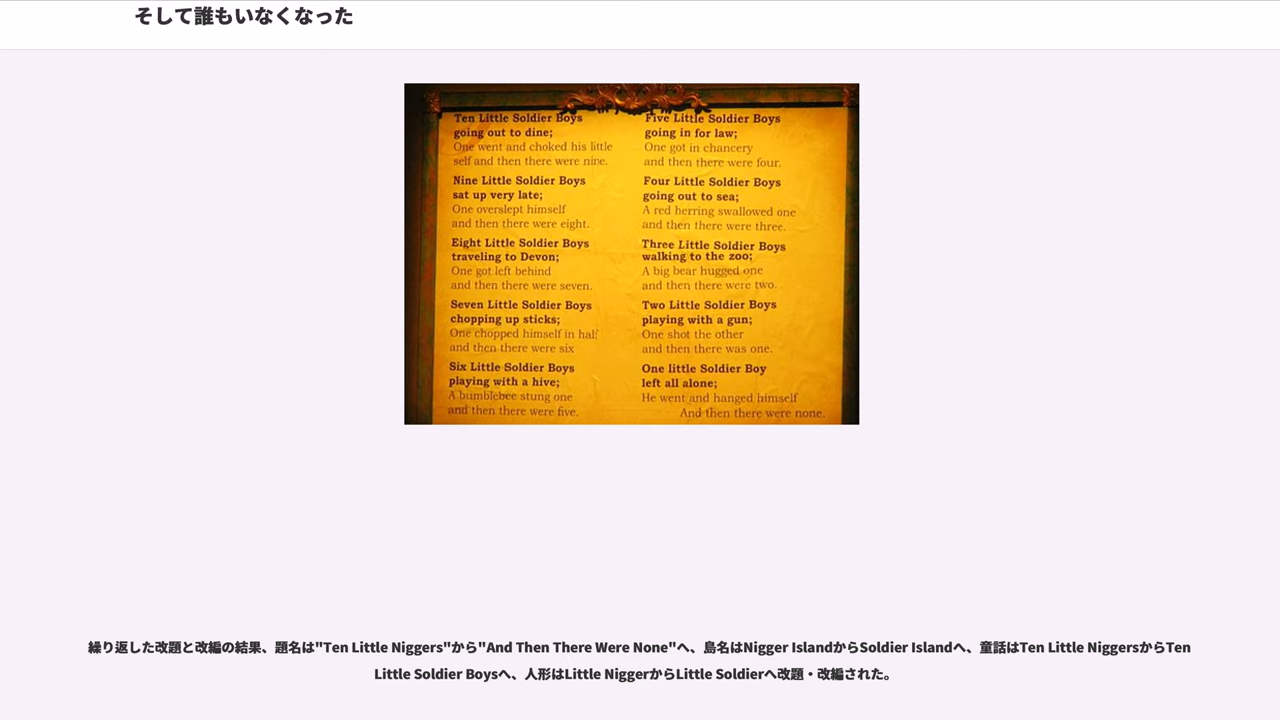 そして誰もいなくなった
Ten Little Soldier Boys
going out to dine;
One went and choked his little
self and then there were nine.
Nine Little Soldier Boys
sat up very late;
One overslept himself
and then there were eight.
Eight Little Soldier Boys
traveling to Devon;
One got left behind
and then there were seven.
Seven Little Soldier Boys
chopping up sticks;
One chopped himself in half
and then there were six
Six Little Soldier Boys
playing with a hive;
A bumblebee stung one
and then there were five.
Five Little Soldier Boys
going in for law;
One got in chancery
and then there were four.
Four Little Soldier Boys
going out to sea;
A red herring swallowed one
and then there were three.
Three Little Soldier Boys
walking to the zoo;
A big bear hugged one
and then there were two.
Two Little Soldier Boys
playing with a gun;
One shot the other
and then there was one.
One little Soldier Boy
left all alone;
He went and hanged himself
And then there were none.
繰り返した改題と改編の結果、題名は"Ten Little Niggers"から"And Then There Were None"へ、島名はNigger IslandからSoldier Islandへ、童話はTen Little NiggersからTen
Little Soldier Boysへ、人形はLittle NiggerからLittle Soldierへ改題・改編された。